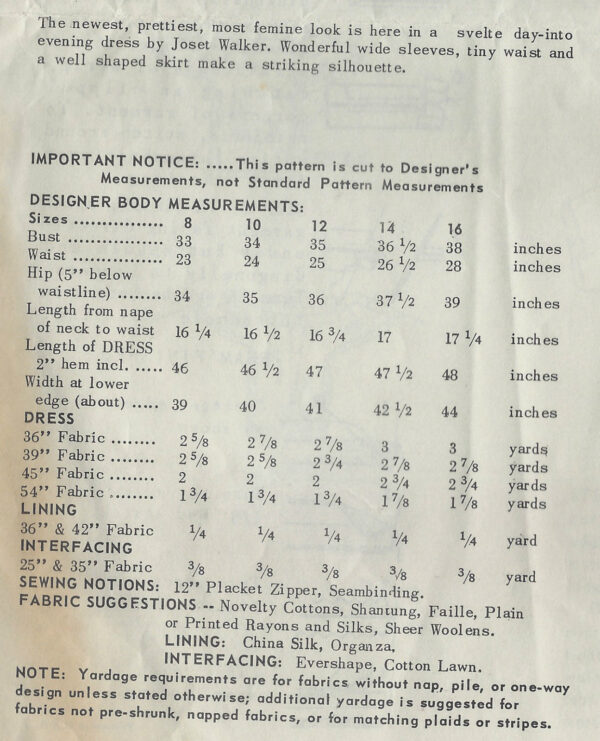 The newest, prettiest, most femine look is here in a svelte day-into
evening dress by Joset Walker. Wonderful wide sleeves, tiny waist and
a well shaped skirt make a striking silhouette.
IMPORTANT NOTICE: .....This pattern is cut to Designer's
Measurements, not Standard Pattern Measurements
DESIGNER BODY MEASUREMENTS:
Sizes ................ 8 10 12 14 16
Bust ................. 33 34 35 36 1/2 38 inches
Waist ................ 23 24 25 26 1/2 28 inches
Hip (5" below
waistline) ........ 34 35 36 37 1/2 39 inches
Length from nape
of neck to waist 16 1/4 16 1/2 16 3/4 17 17 1/4 inches
Length of DRESS
2" hem incl. ..... 46 46 1/2 47 47 1/2 48 inches
Width at lower
edge (about) ..... 39 40 41 42 1/2 44 inches
DRESS
36" Fabric ........ 2 5/8 2 7/8 2 7/8 3 3 yards
39" Fabric ........ 2 5/8 2 5/8 2 3/4 2 7/8 2 7/8 yards
45" Fabric ........ 2 2 2 2 3/4 2 3/4 yards
54" Fabric ........ 1 3/4 1 3/4 1 3/4 1 7/8 1 7/8 yards
LINING
36" & 42" Fabric 1/4 1/4 1/4 1/4 1/4 yard
INTERFACING
25" & 35" Fabric 3/8 3/8 3/8 3/8 3/8 yard
SEWING NOTIONS: 12" Placket Zipper, Seambinding.
FABRIC SUGGESTIONS -- Novelty Cottons, Shantung, Faille, Plain
or Printed Rayons and Silks, Sheer Woolens.
LINING: China Silk, Organza.
INTERFACING: Evershape, Cotton Lawn.
NOTE: Yardage requirements are for fabrics without nap, pile, or one-way
design unless stated otherwise; additional yardage is suggested for
fabrics not pre-shrunk, napped fabrics, or for matching plaids or stripes.